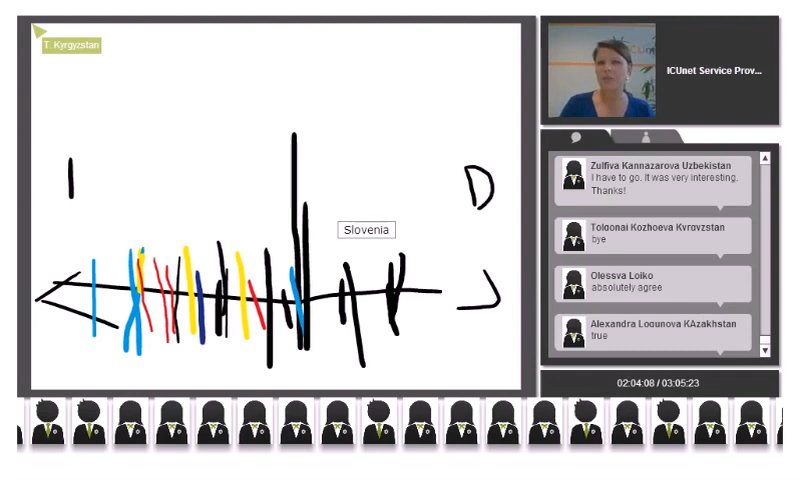 T. Kyrgyzstan
I
D
Slovenia
ICUnet Service Prov...
Zulfiva Kannazarova Uzbekistan
I have to go. It was very interesting.
Thanks!
Tolgonai Kozhoeva Kyrgyzstan
bye
Olessya Loiko
absolutely agree
Alexandra Logunova KAzakhstan
true
02:04:08 / 03:05:23